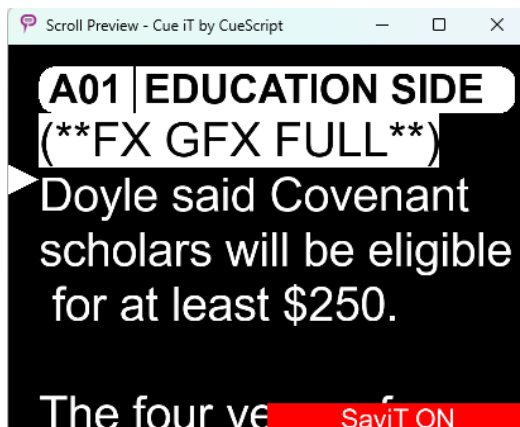 Scroll Preview - Cue iT by CueScript
A01 EDUCATION SIDE
(**FX GFX FULL**)
Doyle said Covenant
scholars will be eligible
for at least $250.
The four
SaviT ON